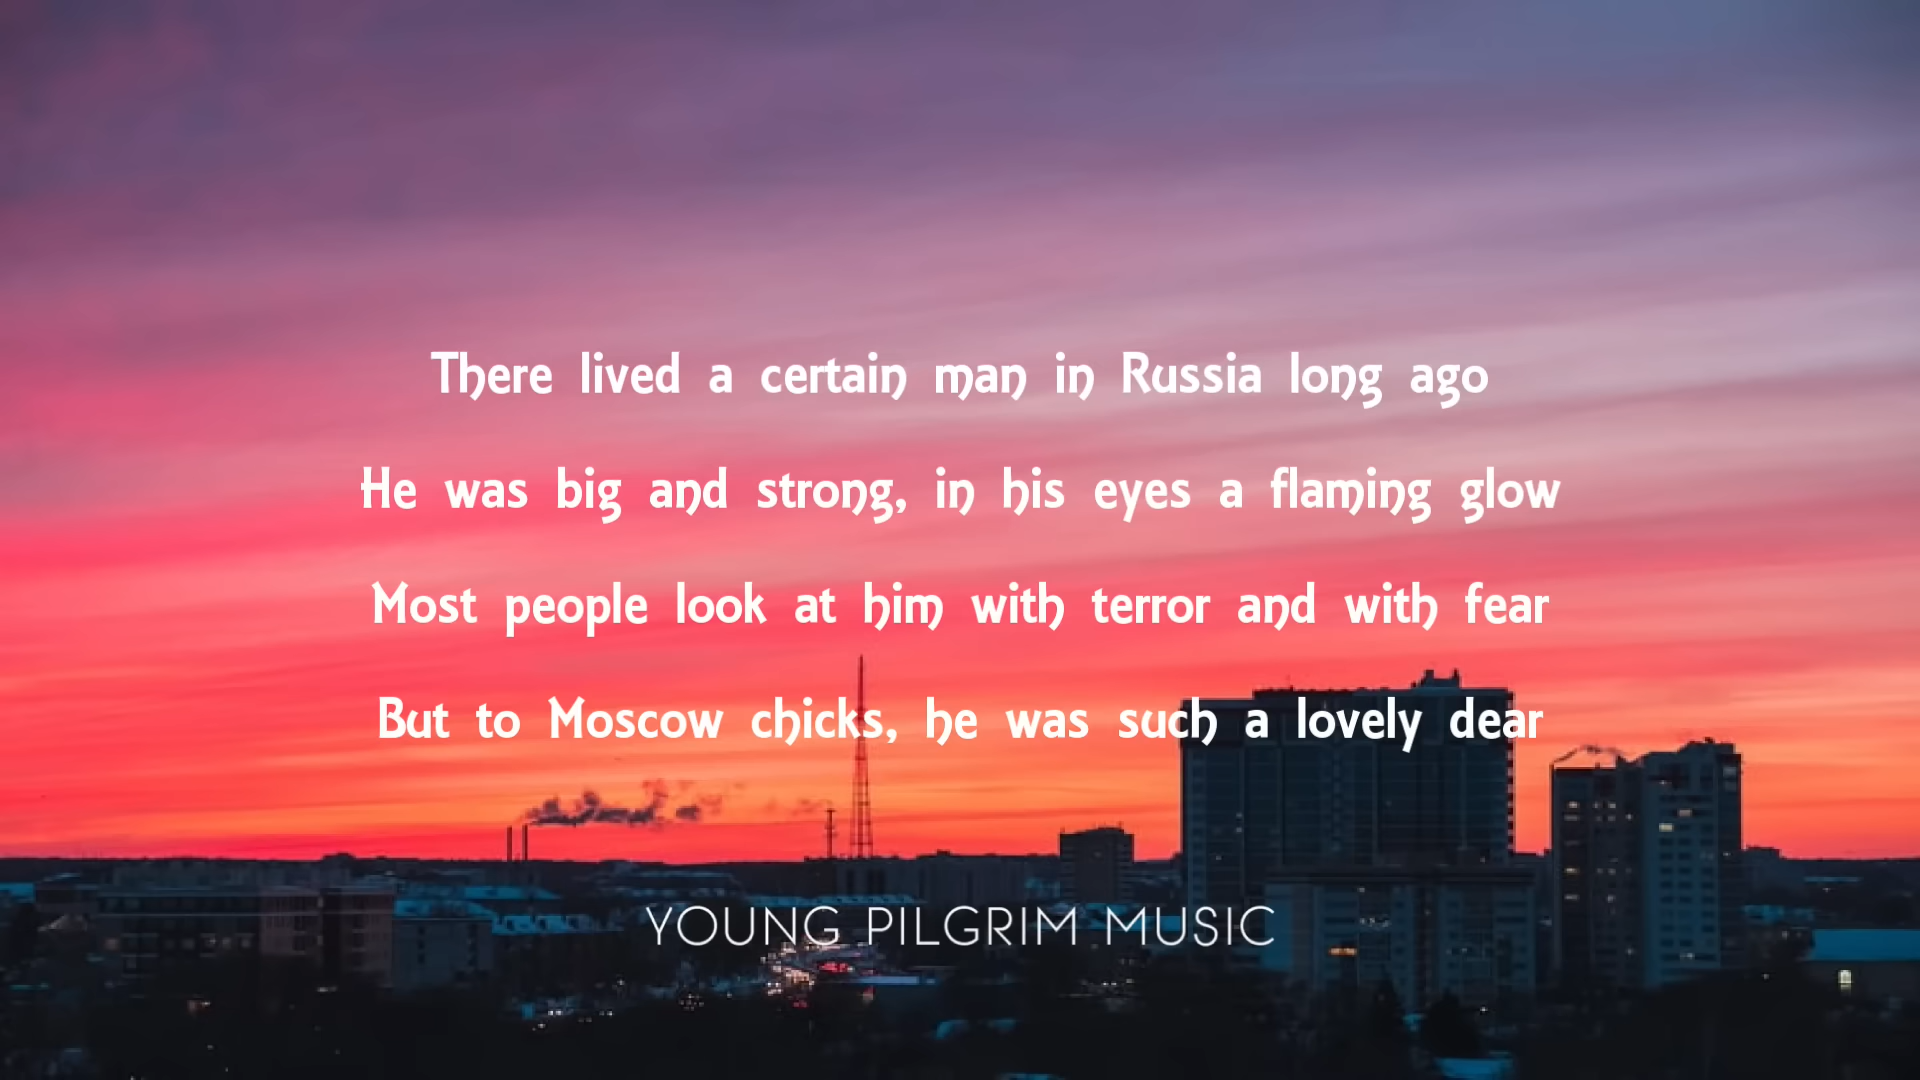 There lived a certain man in Russia long ago
He was big and strong, in his eyes a flaming glow
Most people look at him with terror and with fear
But to Moscow chicks, he was such a lovely dear
YOUNG PILGRIM MUSIC